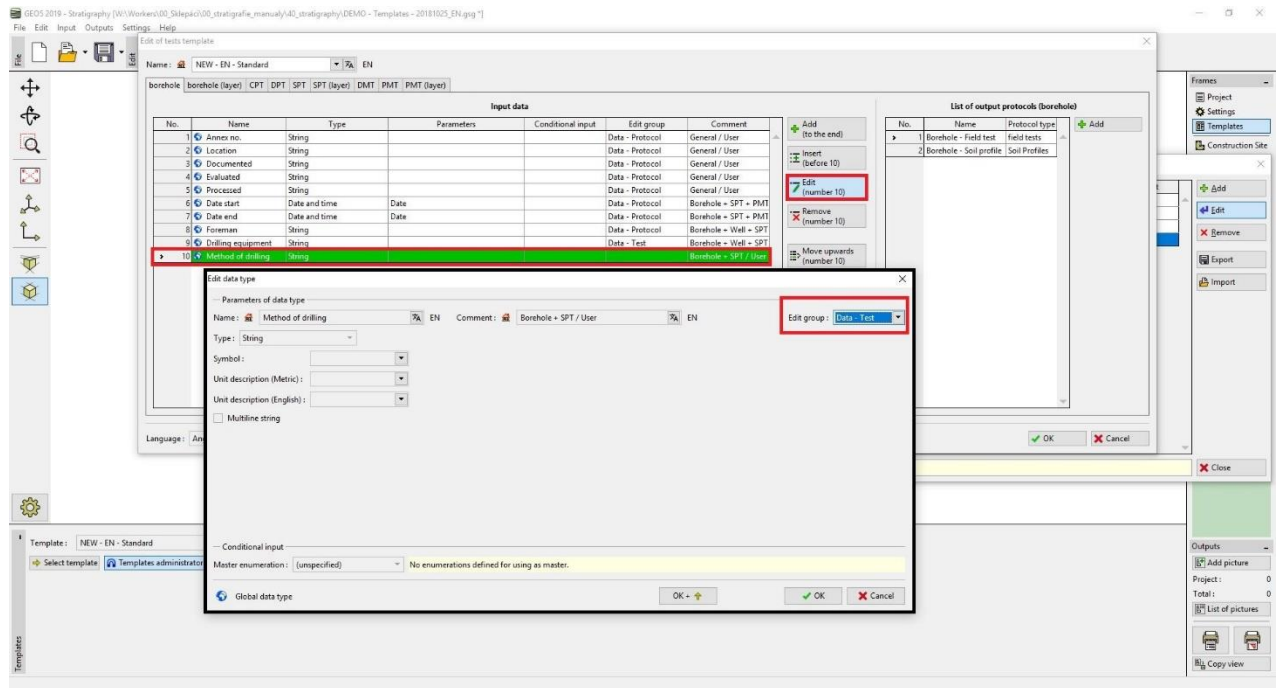 GEO5 2019 - Stratigraphy [W:\Workers\00_Sklepáci\00_stratigrafie_manualy\40_stratigraphy\DEMO - Templates - 20181025_EN.gsg *]
File Edit Input Outputs Settings Help
File
Edit
Edit of tests template
Name: NEW - EN - Standard EN
borehole borehole (layer) CPT DPT SPT SPT (layer) DMT PMT PMT (layer)
Input data
No. Name Type Parameters Conditional input Edit group Comment
1 Annex no. String Data - Protocol General / User
2 Location String Data - Protocol General / User
3 Documented String Data - Protocol General / User
4 Evaluated String Data - Protocol General / User
5 Processed String Data - Protocol General / User
6 Date start Date and time Date Data - Protocol Borehole + SPT + PMT
7 Date end Date and time Date Data - Protocol Borehole + SPT + PMT
8 Foreman String Data - Protocol Borehole + Well + SPT
9 Drilling equipment String Data - Test Borehole + Well + SPT
10 Method of drilling String Borehole + SPT / User
Add
(to the end)
Insert
(before 10)
Edit
(number 10)
Remove
(number 10)
Move upwards
(number 10)
List of output protocols (borehole)
No. Name Protocol type
1 Borehole - Field test field tests
2 Borehole - Soil profile Soil Profiles
Add
Language: An
OK Cancel
Edit data type
Parameters of data type
Name: Method of drilling EN Comment: Borehole + SPT / User EN Edit group: Data - Test
Type: String
Symbol:
Unit description (Metric):
Unit description (English):
Multiline string
Conditional input
Master enumeration: (unspecified) No enumerations defined for using as master.
Global data type OK + OK Cancel
Frames
Project
Settings
Templates
Construction Site
Add
Edit
Remove
Export
Import
Close
Template: NEW - EN - Standard
Select template Templates administrator
Templates
Outputs
Add picture
Project: 0
Total: 0
List of pictures
Copy view